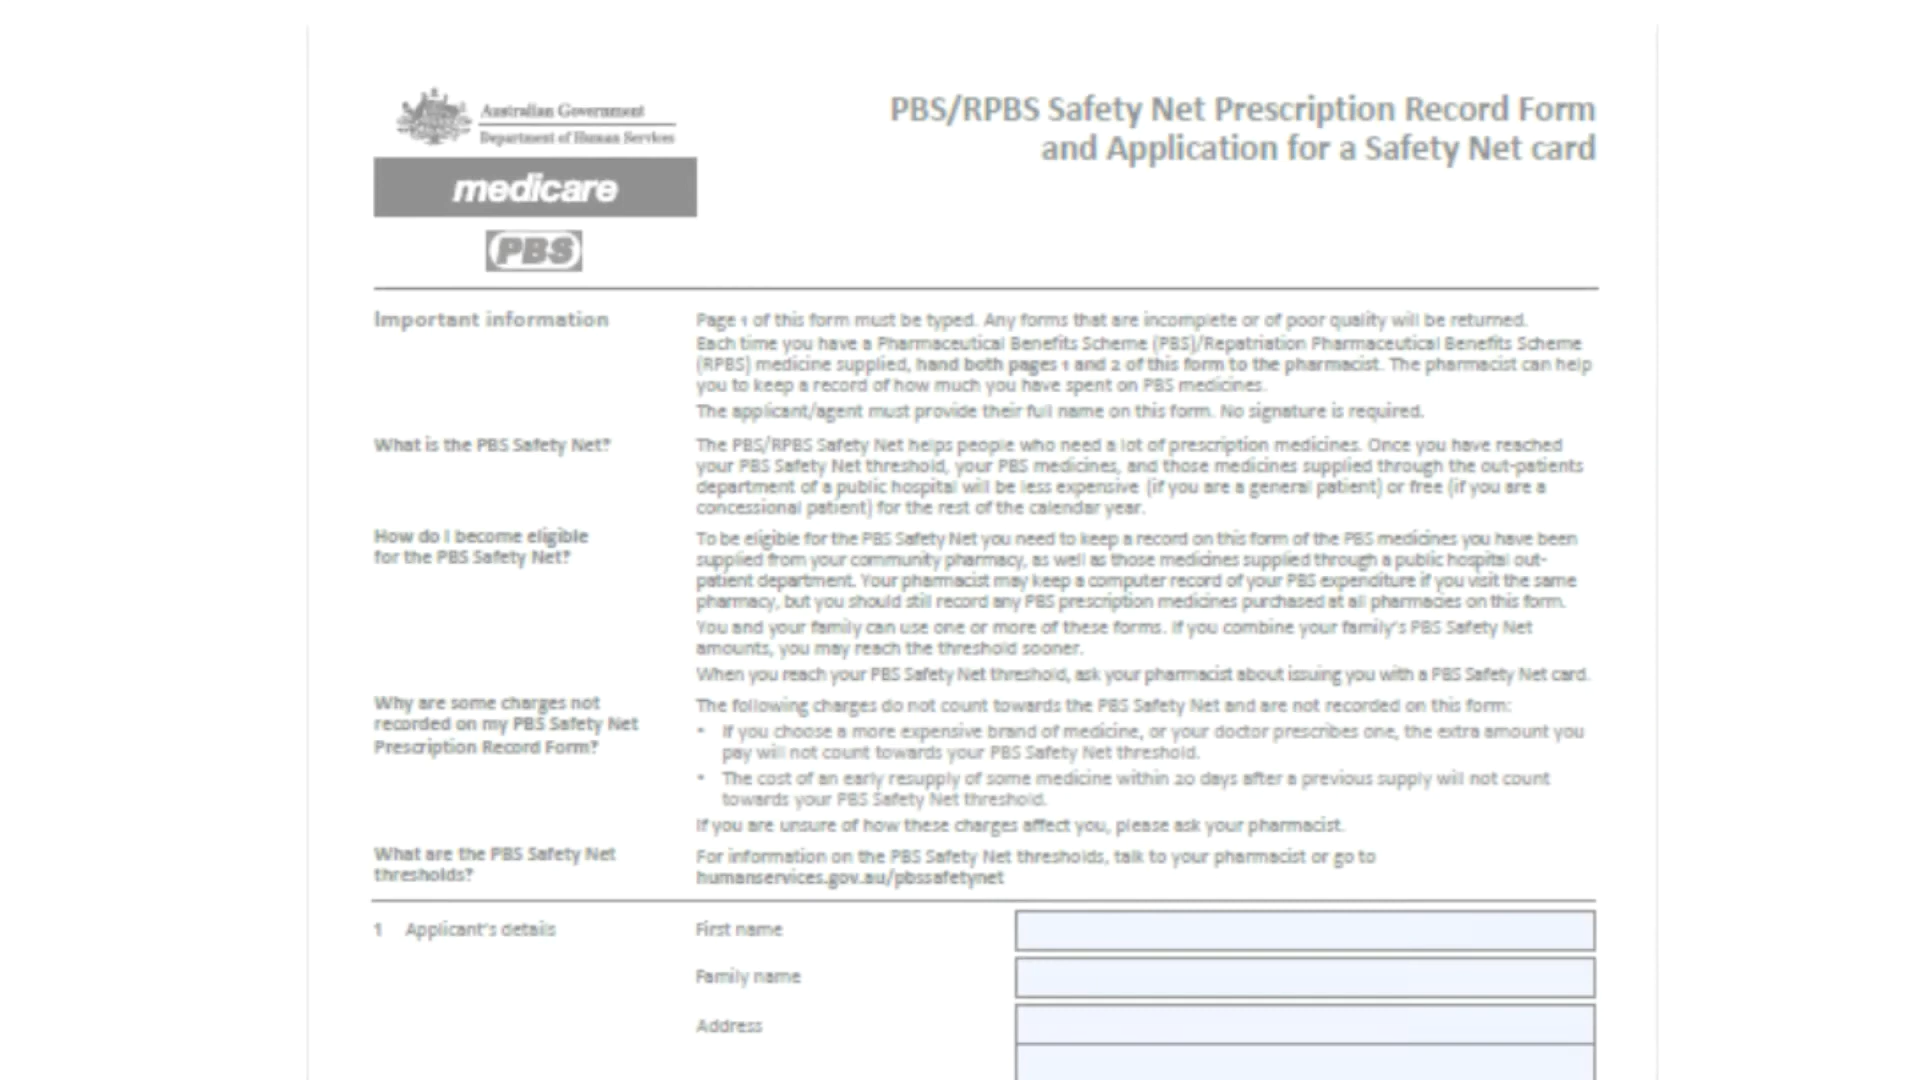 Australian Government
Department of Human Services
medicare
PBS
PBS/RPBS Safety Net Prescription Record Form
and Application for a Safety Net card
Important information
Page 1 of this form must be typed. Any forms that are incomplete or of poor quality will be returned.
Each time you have a Pharmaceutical Benefits Scheme (PBS)/Repatriation Pharmaceutical Benefits Scheme
(RPBS) medicine supplied, hand both pages 1 and 2 of this form to the pharmacist. The pharmacist can help
you to keep a record of how much you have spent on PBS medicines.
The applicant/agent must provide their full name on this form. No signature is required.
What is the PBS Safety Net?
The PBS/RPBS Safety Net helps people who need a lot of prescription medicines. Once you have reached
your PBS Safety Net threshold, your PBS medicines, and those medicines supplied through the out-patients
department of a public hospital will be less expensive (if you are a general patient) or free (if you are a
concessional patient) for the rest of the calendar year.
How do I become eligible
for the PBS Safety Net?
To be eligible for the PBS Safety Net you need to keep a record on this form of the PBS medicines you have been
supplied from your community pharmacy, as well as those medicines supplied through a public hospital out-
patient department. Your pharmacist may keep a computer record of your PBS expenditure if you visit the same
pharmacy, but you should still record any PBS prescription medicines purchased at all pharmacies on this form.
You and your family can use one or more of these forms. If you combine your family's PBS Safety Net
amounts, you may reach the threshold sooner.
When you reach your PBS Safety Net threshold, ask your pharmacist about issuing you with a PBS Safety Net card.
Why are some charges not
recorded on my PBS Safety Net
Prescription Record Form?
The following charges do not count towards the PBS Safety Net and are not recorded on this form:
• If you choose a more expensive brand of medicine, or your doctor prescribes one, the extra amount you
pay will not count towards your PBS Safety Net threshold.
• The cost of an early resupply of some medicine within 20 days after a previous supply will not count
towards your PBS Safety Net threshold.
If you are unsure of how these charges affect you, please ask your pharmacist.
What are the PBS Safety Net
thresholds?
For information on the PBS Safety Net thresholds, talk to your pharmacist or go to
humanservices.gov.au/pbssafetynet
1 Applicant's details
First name
Family name
Address